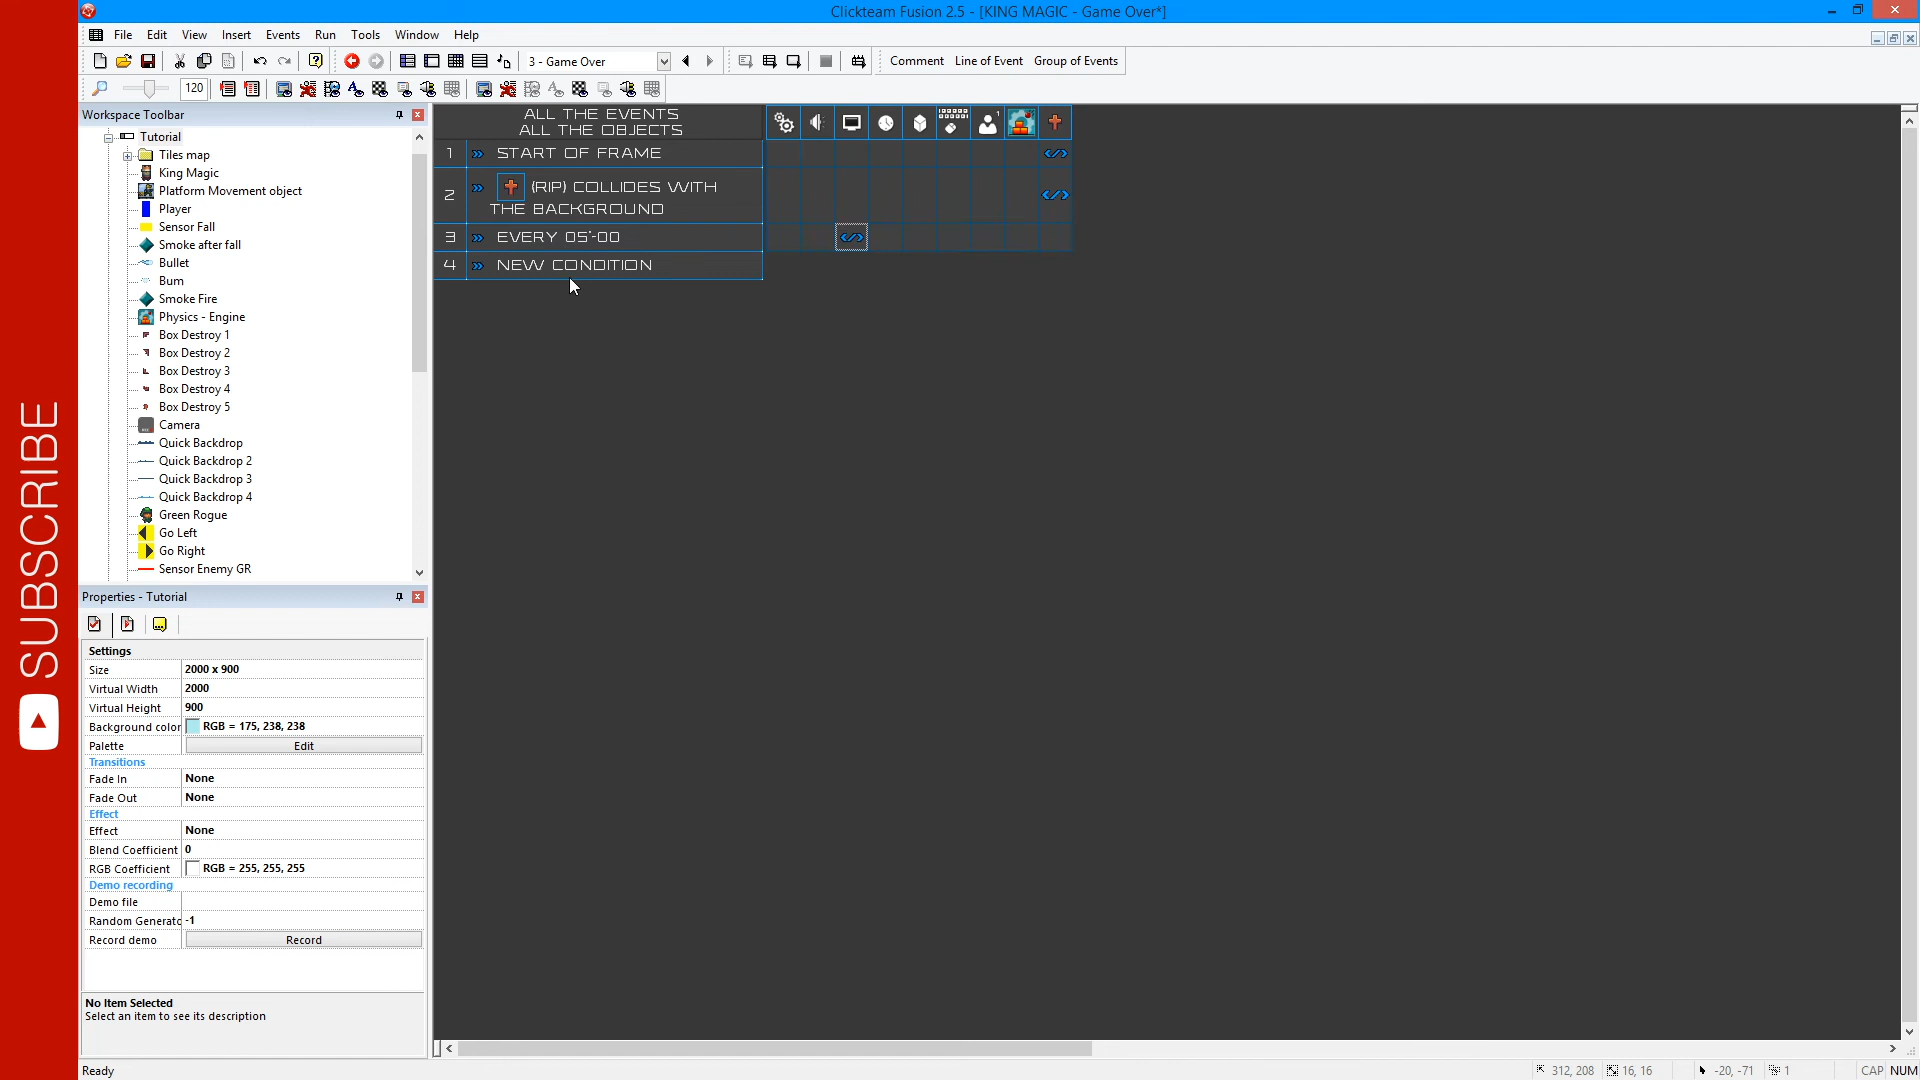 Clickteam Fusion 2.5 - [KING MAGIC - Game Over*]
File Edit View Insert Events Run Tools Window Help
3 - Game Over
Comment Line of Event Group of Events
120
Workspace Toolbar
Tutorial
Tiles map
King Magic
Platform Movement object
Player
Sensor Fall
Smoke after fall
Bullet
Bum
Smoke Fire
Physics - Engine
Box Destroy 1
Box Destroy 2
Box Destroy 3
Box Destroy 4
Box Destroy 5
Camera
Quick Backdrop
Quick Backdrop 2
Quick Backdrop 3
Quick Backdrop 4
Green Rogue
Go Left
Go Right
Sensor Enemy GR
ALL THE EVENTS
ALL THE OBJECTS
1 START OF FRAME
2 (RIP) COLLIDES WITH
THE BACKGROUND
3 EVERY 05"-00
4 NEW CONDITION
SUBSCRIBE
Properties - Tutorial
Settings
Size 2000 x 900
Virtual Width 2000
Virtual Height 900
Background color RGB = 175, 238, 238
Palette Edit
Transitions
Fade In None
Fade Out None
Effect
Effect None
Blend Coefficient 0
RGB Coefficient RGB = 255, 255, 255
Demo recording
Demo file
Random Generatc -1
Record demo Record
No Item Selected
Select an item to see its description
Ready
312, 208 16, 16 -20, -71 1 CAP NUM